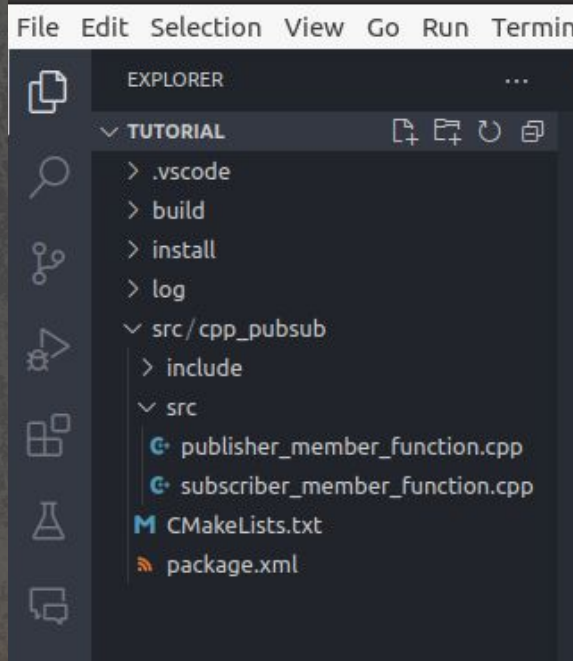 File Edit Selection View Go Run Termin
EXPLORER
TUTORIAL
.vscode
build
install
log
src/cpp_pubsub
include
src
publisher_member_function.cpp
subscriber_member_function.cpp
CMakeLists.txt
package.xml